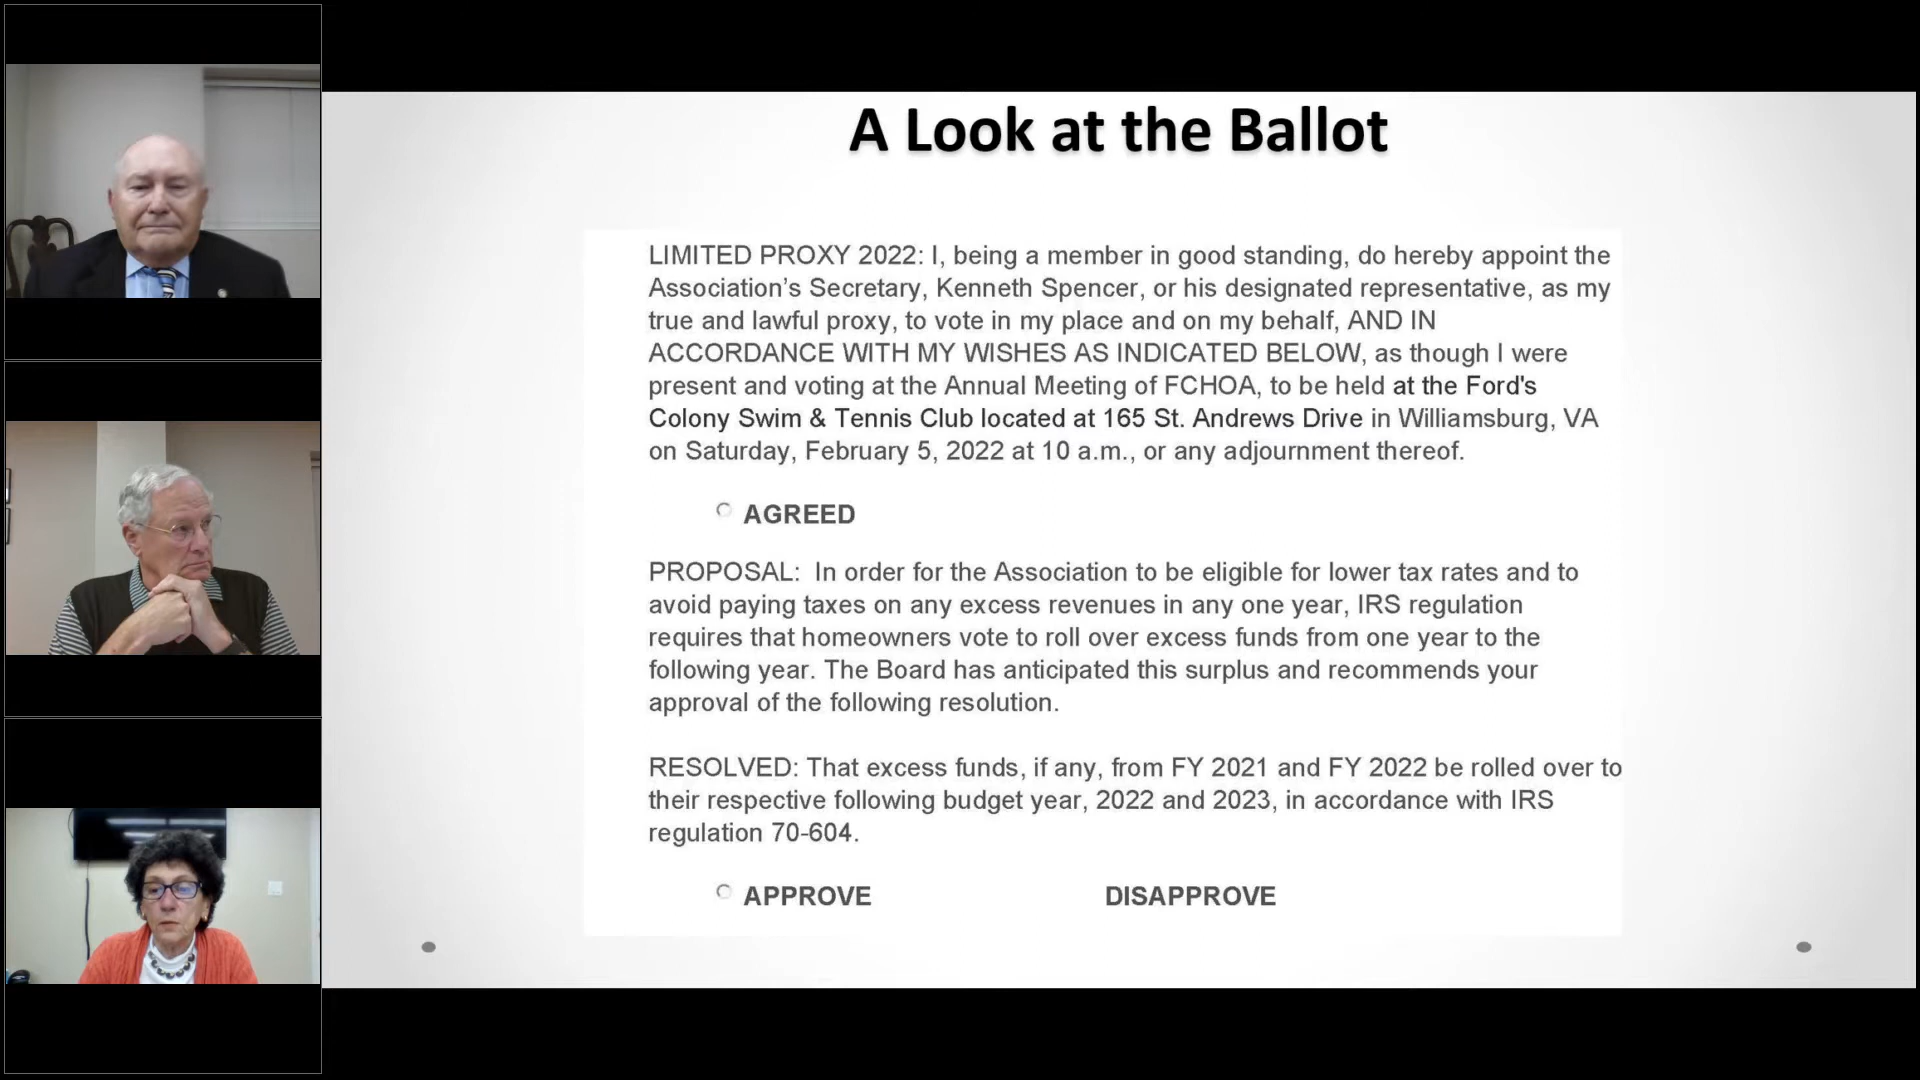 A Look at the Ballot
LIMITED PROXY 2022: I, being a member in good standing, do hereby appoint the
Association’s Secretary, Kenneth Spencer, or his designated representative, as my
true and lawful proxy, to vote in my place and on my behalf, AND IN
ACCORDANCE WITH MY WISHES AS INDICATED BELOW, as though I were
present and voting at the Annual Meeting of FCHOA, to be held at the Ford's
Colony Swim & Tennis Club located at 165 St. Andrews Drive in Williamsburg, VA
on Saturday, February 5, 2022 at 10 a.m., or any adjournment thereof.
AGREED
PROPOSAL: In order for the Association to be eligible for lower tax rates and to
avoid paying taxes on any excess revenues in any one year, IRS regulation
requires that homeowners vote to roll over excess funds from one year to the
following year. The Board has anticipated this surplus and recommends your
approval of the following resolution.
RESOLVED: That excess funds, if any, from FY 2021 and FY 2022 be rolled over to
their respective following budget year, 2022 and 2023, in accordance with IRS
regulation 70-604.
APPROVE DISAPPROVE